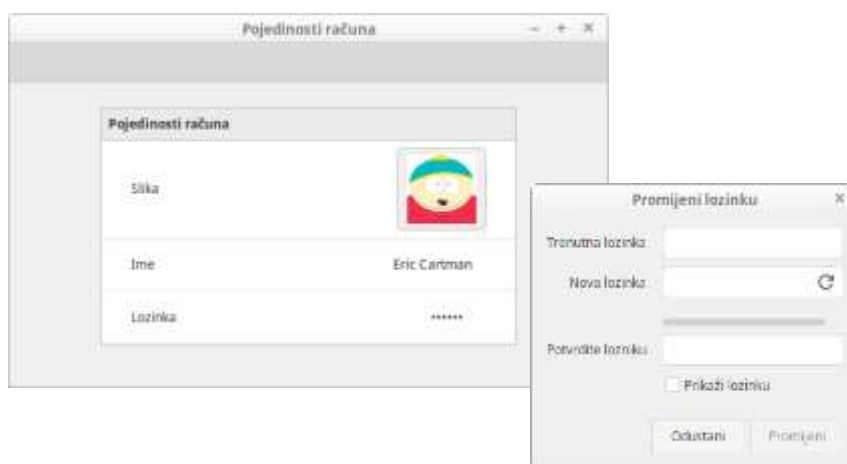 Pojedinosti računa
Pojedinosti računa
Slika
Ime Eric Cartman
Lozinka ••••••
Promijeni lozinku
Trenutna lozinka
Nova lozinka
Potvrdite lozniku
Prikaži lozinku
Odustani Promijeni